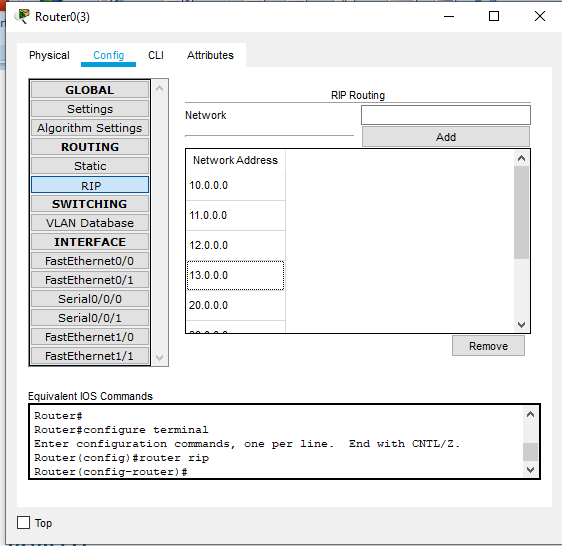 Router0(3)
Physical Config CLI Attributes
GLOBAL
Settings
Algorithm Settings
ROUTING
Static
RIP
SWITCHING
VLAN Database
INTERFACE
FastEthernet0/0
FastEthernet0/1
Serial0/0/0
Serial0/0/1
FastEthernet1/0
FastEthernet1/1
RIP Routing
Network
Add
Network Address
10.0.0.0
11.0.0.0
12.0.0.0
13.0.0.0
20.0.0.0
Remove
Equivalent IOS Commands
Router#
Router#configure terminal
Enter configuration commands, one per line. End with CNTL/Z.
Router(config)#router rip
Router(config-router)#
Top